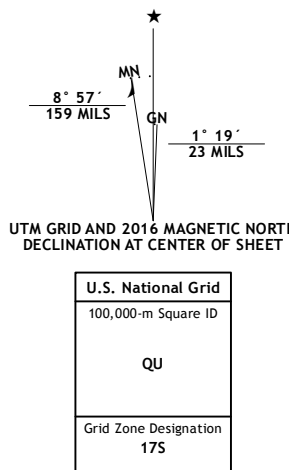 ★
MN
8° 57´
159 MILS
GN
1° 19´
23 MILS
UTM GRID AND 2016 MAGNETIC NORTH
DECLINATION AT CENTER OF SHEET
U.S. National Grid
100,000-m Square ID
QU
Grid Zone Designation
17S